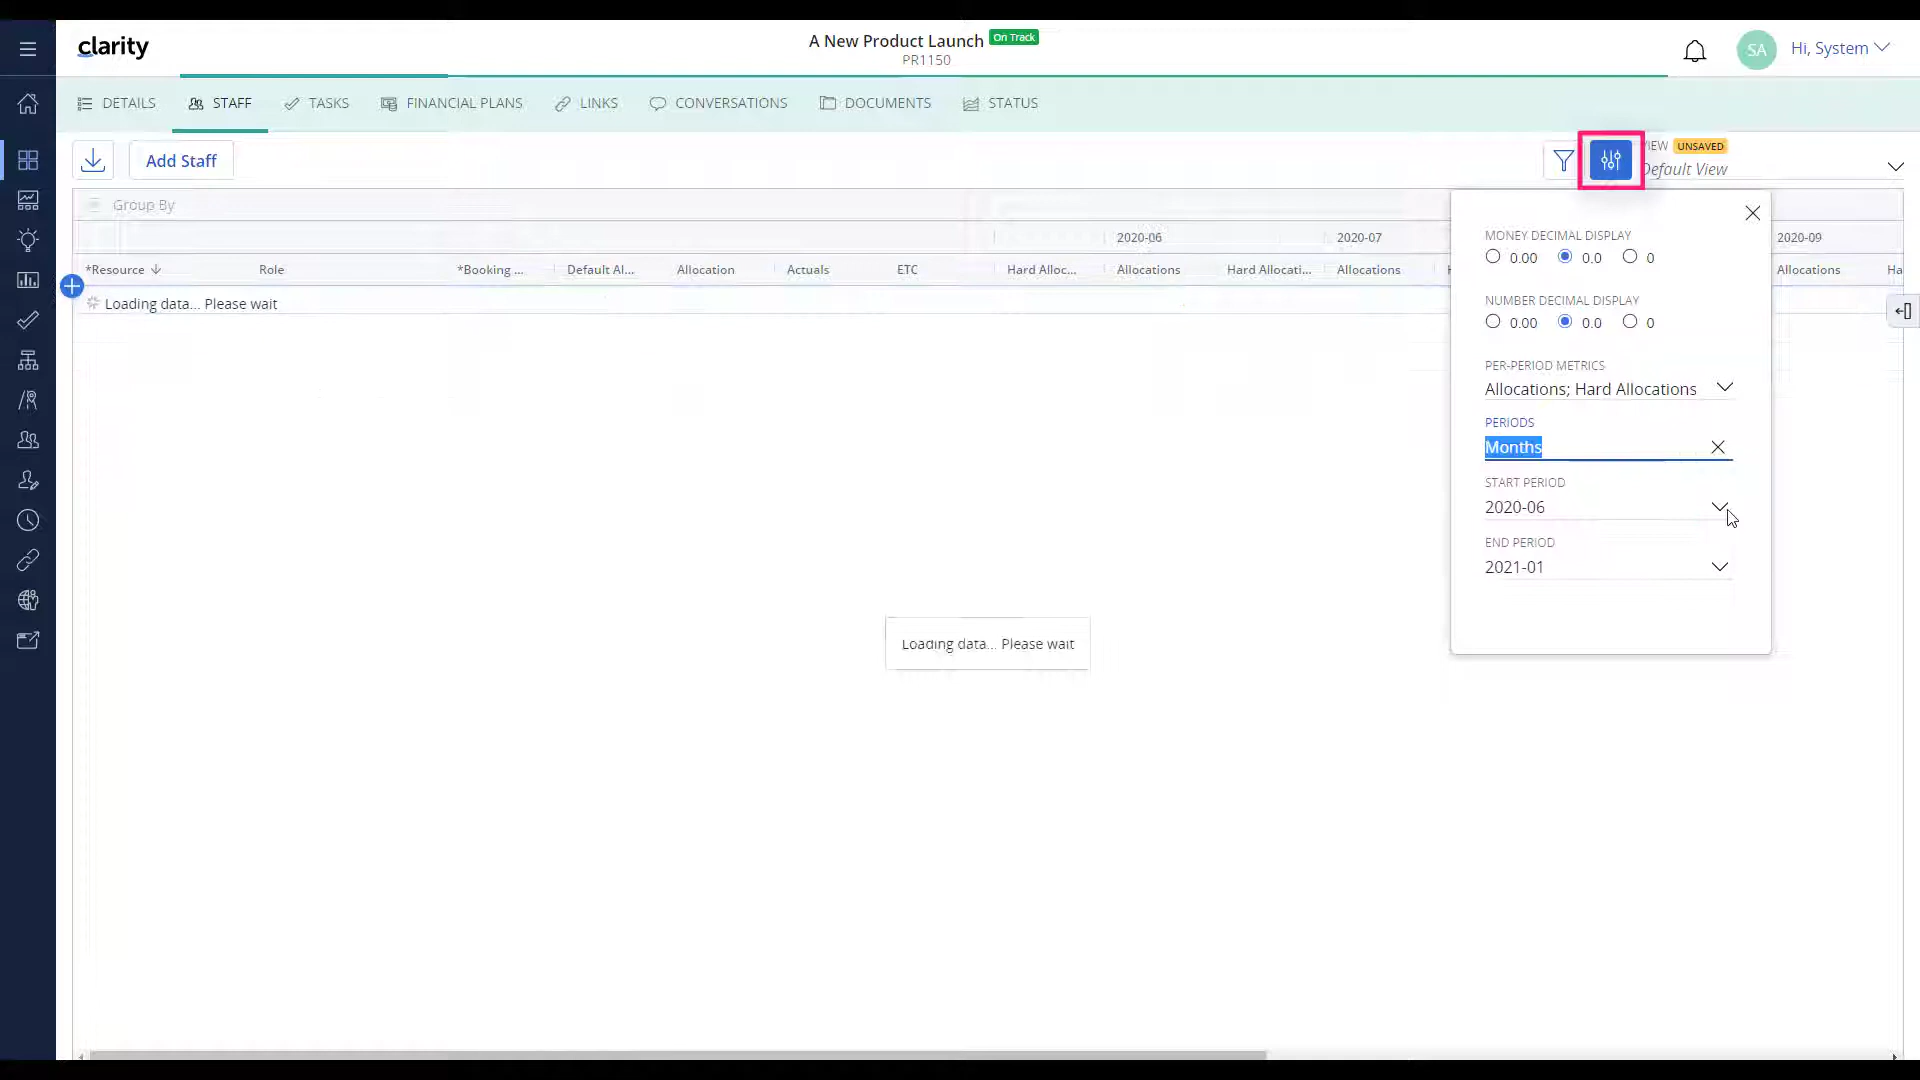 clarity
A New Product Launch On Track
PR1150
SA Hi, System
DETAILS STAFF TASKS FINANCIAL PLANS LINKS CONVERSATIONS DOCUMENTS STATUS
Add Staff
VIEW UNSAVED
Default View
Group By
2020-06 2020-07 2020-09
*Resource Role *Booking ... Default Al... Allocation Actuals ETC Hard Alloc... Allocations Hard Allocati... Allocations Allocations Ha
Loading data... Please wait
Loading data... Please wait
MONEY DECIMAL DISPLAY
0.00 0.0 0
NUMBER DECIMAL DISPLAY
0.00 0.0 0
PER-PERIOD METRICS
Allocations; Hard Allocations
PERIODS
Months
START PERIOD
2020-06
END PERIOD
2021-01